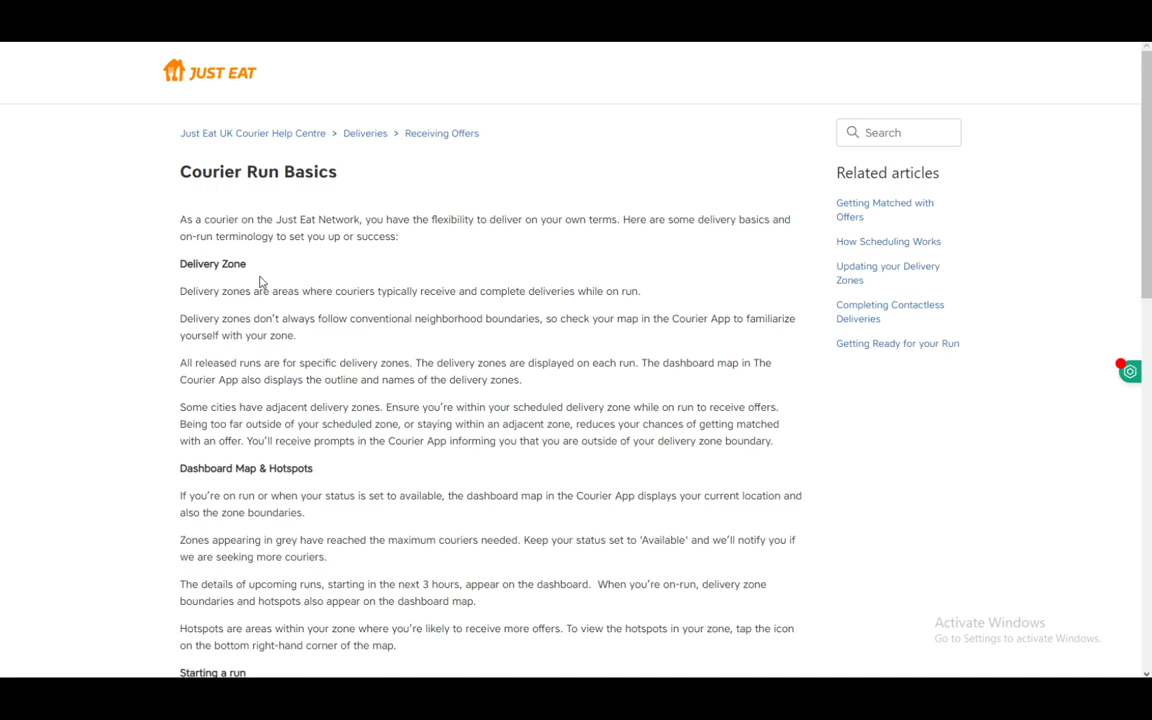 JUST EAT
Just Eat UK Courier Help Centre > Deliveries > Receiving Offers
Search
Courier Run Basics
As a courier on the Just Eat Network, you have the flexibility to deliver on your own terms. Here are some delivery basics and
on-run terminology to set you up or success:
Delivery Zone
Delivery zones are areas where couriers typically receive and complete deliveries while on run.
Delivery zones don't always follow conventional neighborhood boundaries, so check your map in the Courier App to familiarize
yourself with your zone.
All released runs are for specific delivery zones. The delivery zones are displayed on each run. The dashboard map in The
Courier App also displays the outline and names of the delivery zones.
Some cities have adjacent delivery zones. Ensure you're within your scheduled delivery zone while on run to receive offers.
Being too far outside of your scheduled zone, or staying within an adjacent zone, reduces your chances of getting matched
with an offer. You'll receive prompts in the Courier App informing you that you are outside of your delivery zone boundary.
Dashboard Map & Hotspots
If you're on run or when your status is set to available, the dashboard map in the Courier App displays your current location and
also the zone boundaries.
Zones appearing in grey have reached the maximum couriers needed. Keep your status set to 'Available' and we'll notify you if
we are seeking more couriers.
The details of upcoming runs, starting in the next 3 hours, appear on the dashboard. When you're on-run, delivery zone
boundaries and hotspots also appear on the dashboard map.
Hotspots are areas within your zone where you're likely to receive more offers. To view the hotspots in your zone, tap the icon
on the bottom right-hand corner of the map.
Starting a run
Related articles
Getting Matched with
Offers
How Scheduling Works
Updating your Delivery
Zones
Completing Contactless
Deliveries
Getting Ready for your Run
Activate Windows
Go to Settings to activate Windows.